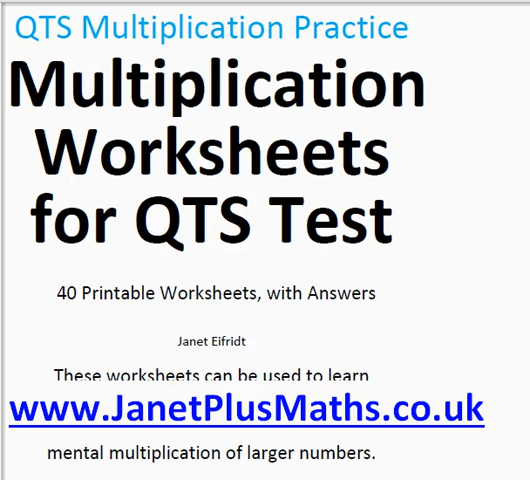 QTS Multiplication Practice
Multiplication
Worksheets
for QTS Test
40 Printable Worksheets, with Answers
Janet Eifridt
These worksheets can be used to learn
www.JanetPlusMaths.co.uk
mental multiplication of larger numbers.